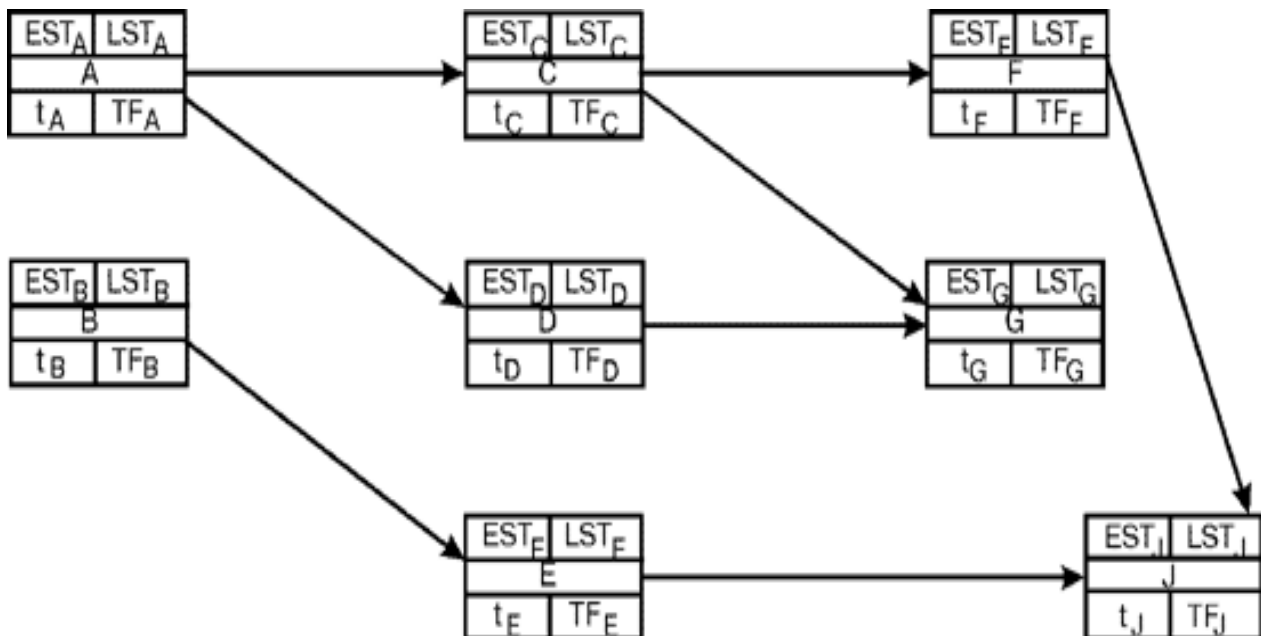 EST_A LST_A EST_C LST_C EST_F LST_F
A C F
t_A TF_A t_C TF_C t_F TF_F
EST_B LST_B EST_D LST_D EST_G LST_G
B D G
t_B TF_B t_D TF_D t_G TF_G
EST_E LST_E EST_J LST_J
E J
t_E TF_E t_J TF_J